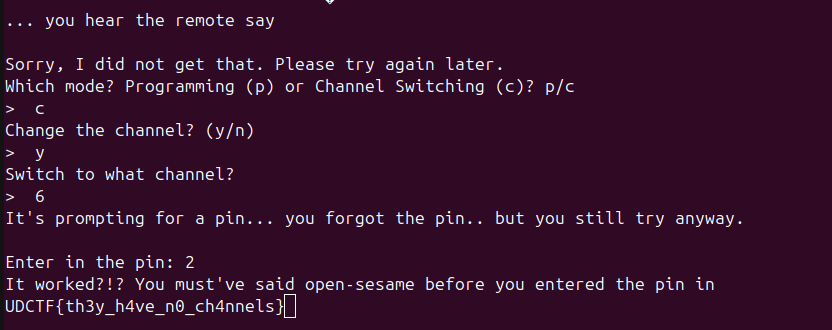 ... you hear the remote say
Sorry, I did not get that. Please try again later.
Which mode? Programming (p) or Channel Switching (c)? p/c
>  c
Change the channel? (y/n)
>  y
Switch to what channel?
>  6
It's prompting for a pin... you forgot the pin.. but you still try anyway.
Enter in the pin: 2
It worked?!? You must've said open-sesame before you entered the pin in
UDCTF{th3y_h4ve_n0_ch4nnels}